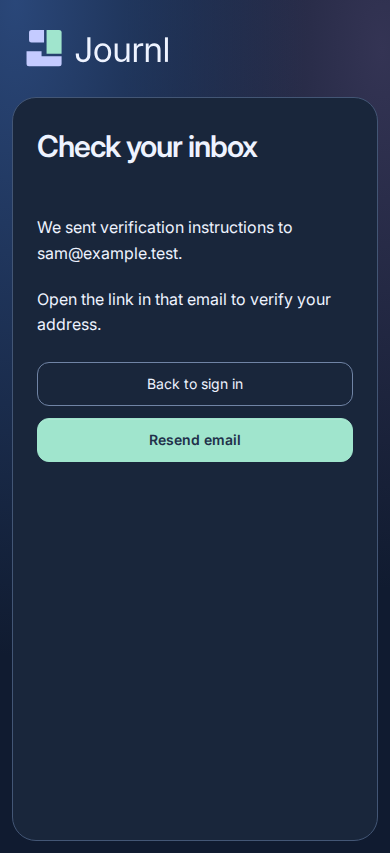 Journl
Check your inbox
We sent verification instructions to
sam@example.test.
Open the link in that email to verify your
address.
Back to sign in
Resend email